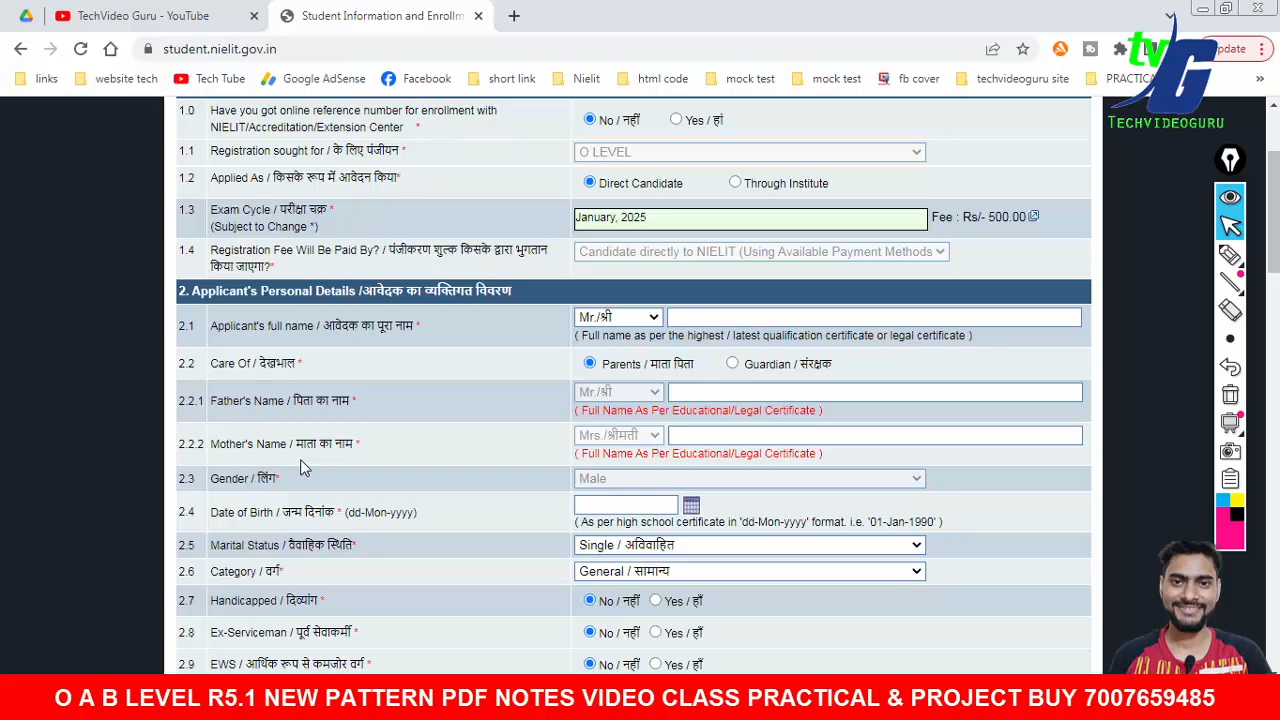 TechVideo Guru - YouTube
Student Information and Enrollm
student.nielit.gov.in
Update
links
website tech
Tech Tube
Google AdSense
Facebook
short link
Nielit
html code
mock test
mock test
fb cover
techvideoguru site
PRACTICA
»
tvG
TECHVIDEOGURU
1.0 Have you got online reference number for enrollment with
NIELIT/Accreditation/Extension Center *
No / नहीं Yes / हां
1.1 Registration sought for / के लिए पंजीयन * O LEVEL
1.2 Applied As / किसके रूप में आवेदन किया* Direct Candidate Through Institute
1.3 Exam Cycle / परीक्षा चक्र *
(Subject to Change *)
January, 2025 Fee : Rs/- 500.00
1.4 Registration Fee Will Be Paid By? / पंजीकरण शुल्क किसके द्वारा भुगतान
किया जाएगा?*
Candidate directly to NIELIT (Using Available Payment Methods
2. Applicant's Personal Details /आवेदक का व्यक्तिगत विवरण
2.1 Applicant's full name / आवेदक का पूरा नाम * Mr./श्री
( Full name as per the highest / latest qualification certificate or legal certificate )
2.2 Care Of / देखभाल * Parents / माता पिता Guardian / संरक्षक
2.2.1 Father's Name / पिता का नाम * Mr./श्री
( Full Name As Per Educational/Legal Certificate )
2.2.2 Mother's Name / माता का नाम * Mrs./श्रीमती
( Full Name As Per Educational/Legal Certificate )
2.3 Gender / लिंग* Male
2.4 Date of Birth / जन्म दिनांक * (dd-Mon-yyyy)
( As per high school certificate in 'dd-Mon-yyyy' format. i.e. '01-Jan-1990' )
2.5 Marital Status / वैवाहिक स्थिति* Single / अविवाहित
2.6 Category / वर्ग* General / सामान्य
2.7 Handicapped / दिव्यांग * No / नहीं Yes / हाँ
2.8 Ex-Serviceman / पूर्व सेवाकर्मी * No / नहीं Yes / हाँ
2.9 EWS / आर्थिक रूप से कमजोर वर्ग * No / नहीं Yes / हाँ
O A B LEVEL R5.1 NEW PATTERN PDF NOTES VIDEO CLASS PRACTICAL & PROJECT BUY 7007659485